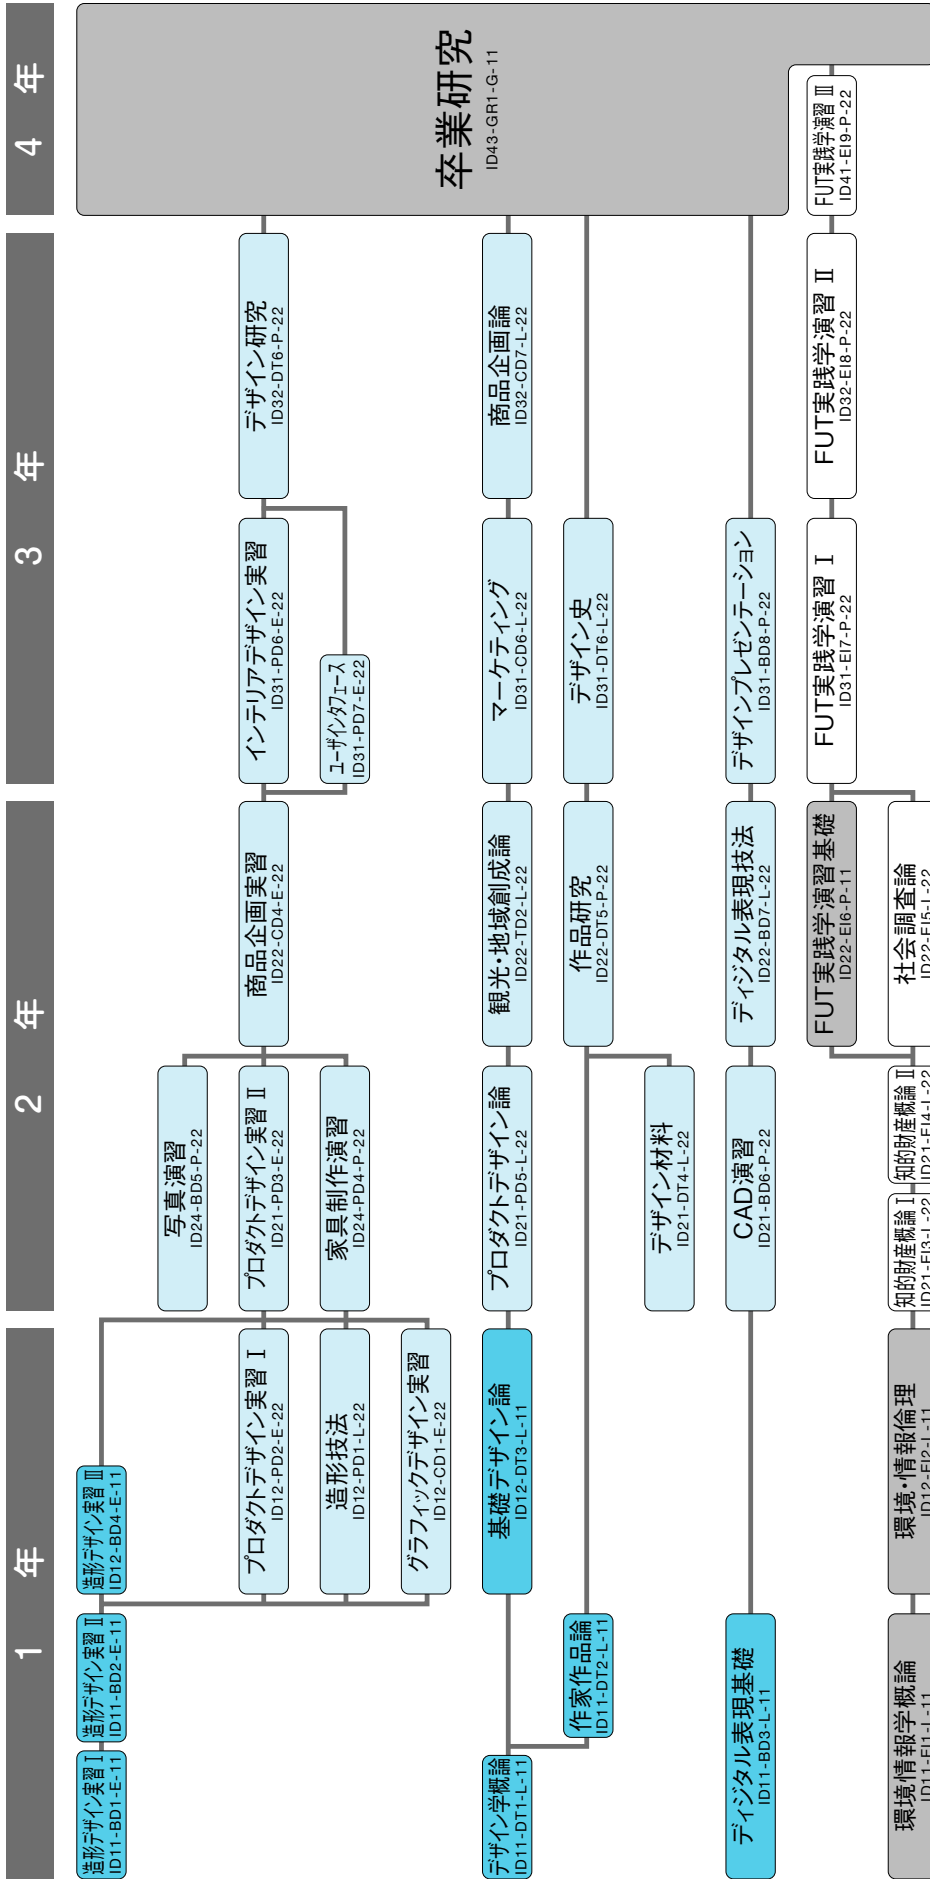 1 年
2 年
3 年
4 年
造形デザイン実習 Ⅰ
ID11-BD1-E-11
造形デザイン実習 Ⅱ
ID11-BD2-E-11
造形デザイン実習 Ⅲ
ID12-BD4-E-11
写真演習
ID24-BD5-P-22
プロダクトデザイン実習 Ⅰ
ID12-PD2-E-22
プロダクトデザイン実習 Ⅱ
ID21-PD3-E-22
商品企画実習
ID22-CD4-E-22
インテリアデザイン実習
ID31-PD6-E-22
デザイン研究
ID32-DT6-P-22
造形技法
ID12-PD1-L-22
家具制作演習
ID24-PD4-P-22
ユーザインタフェース
ID31-PD7-E-22
グラフィックデザイン実習
ID12-CD1-E-22
卒業研究
ID43-GR1-G-11
デザイン学概論
ID11-DT1-L-11
基礎デザイン論
ID12-DT3-L-11
プロダクトデザイン論
ID21-PD5-L-22
観光・地域創成論
ID22-TD2-L-22
マーケティング
ID31-CD6-L-22
商品企画論
ID32-CD7-L-22
作家作品論
ID11-DT2-L-11
作品研究
ID22-DT5-P-22
デザイン史
ID31-DT6-L-22
デザイン材料
ID21-DT4-L-22
ディジタル表現基礎
ID11-BD3-L-11
CAD演習
ID21-BD6-P-22
ディジタル表現技法
ID22-BD7-L-22
デザインプレゼンテーション
ID31-BD8-P-22
FUT実践学演習基礎
ID22-EI6-P-11
FUT実践学演習 Ⅰ
ID31-EI7-P-22
FUT実践学演習 Ⅱ
ID32-EI8-P-22
FUT実践学演習 Ⅲ
ID41-EI9-P-22
環境情報学概論
ID11-EI1-L-11
環境・情報倫理
ID12-EI2-L-11
知的財産概論 Ⅰ
ID21-EI3-L-22
知的財産概論 Ⅱ
ID21-EI4-L-22
社会調査論
ID22-EI5-L-22